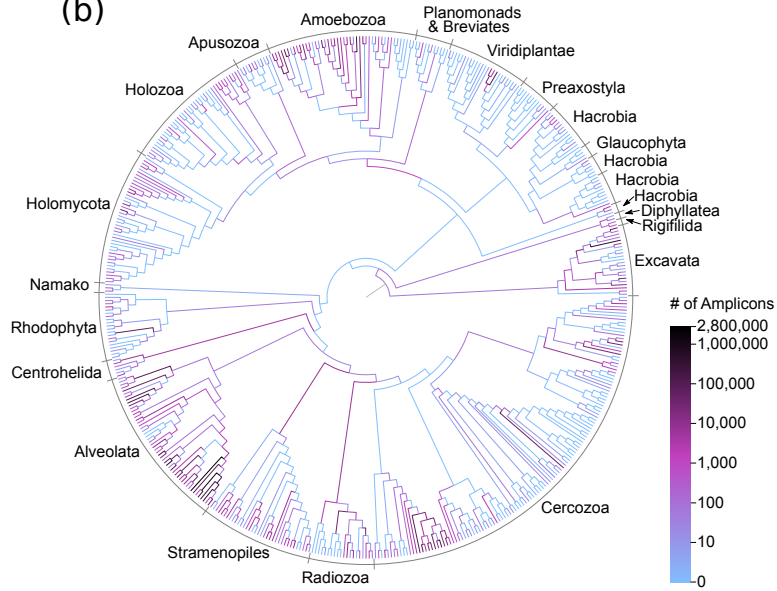 (b)
Amoebozoa
Planomonads
& Breviates
Apusozoa
Viridiplantae
Holozoa
Preaxostyla
Hacrobia
Glaucophyta
Hacrobia
Hacrobia
Hacrobia
Diphyllatea
Rigifilida
Holomycota
Excavata
Namako
Rhodophyta
Centrohelida
Alveolata
Stramenopiles
Radiozoa
Cercozoa
# of Amplicons
2,800,000
1,000,000
100,000
10,000
1,000
100
10
0